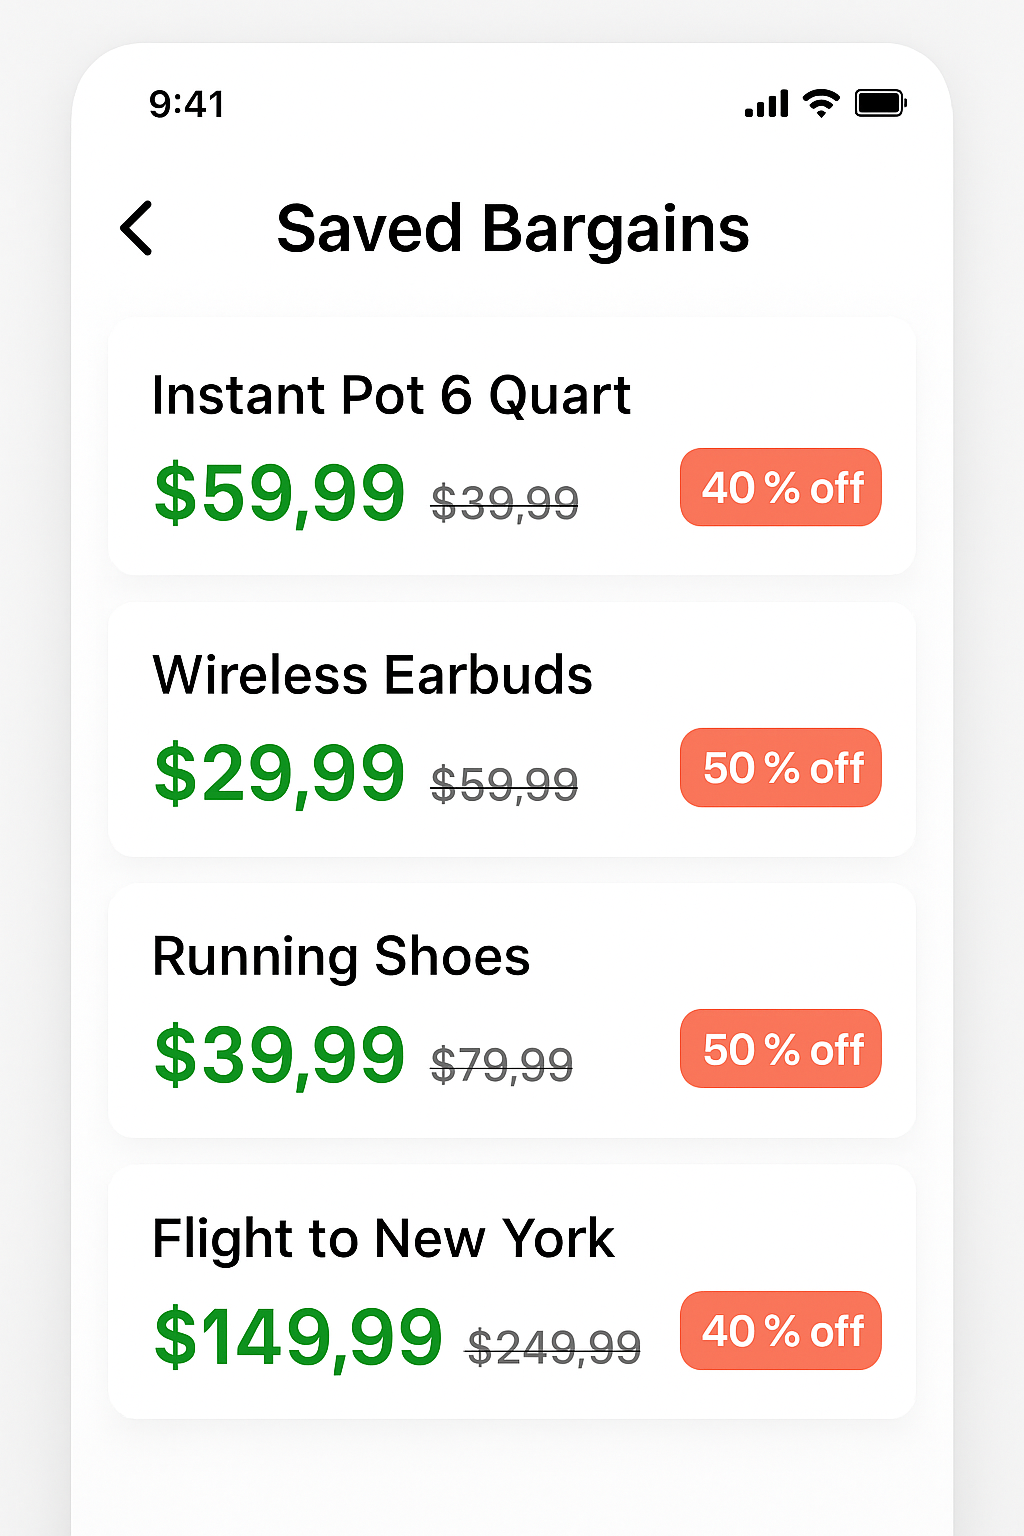 9:41
Saved Bargains
Instant Pot 6 Quart
$59,99 $39,99 40 % off
Wireless Earbuds
$29,99 $59,99 50 % off
Running Shoes
$39,99 $79,99 50 % off
Flight to New York
$149,99 $249,99 40 % off